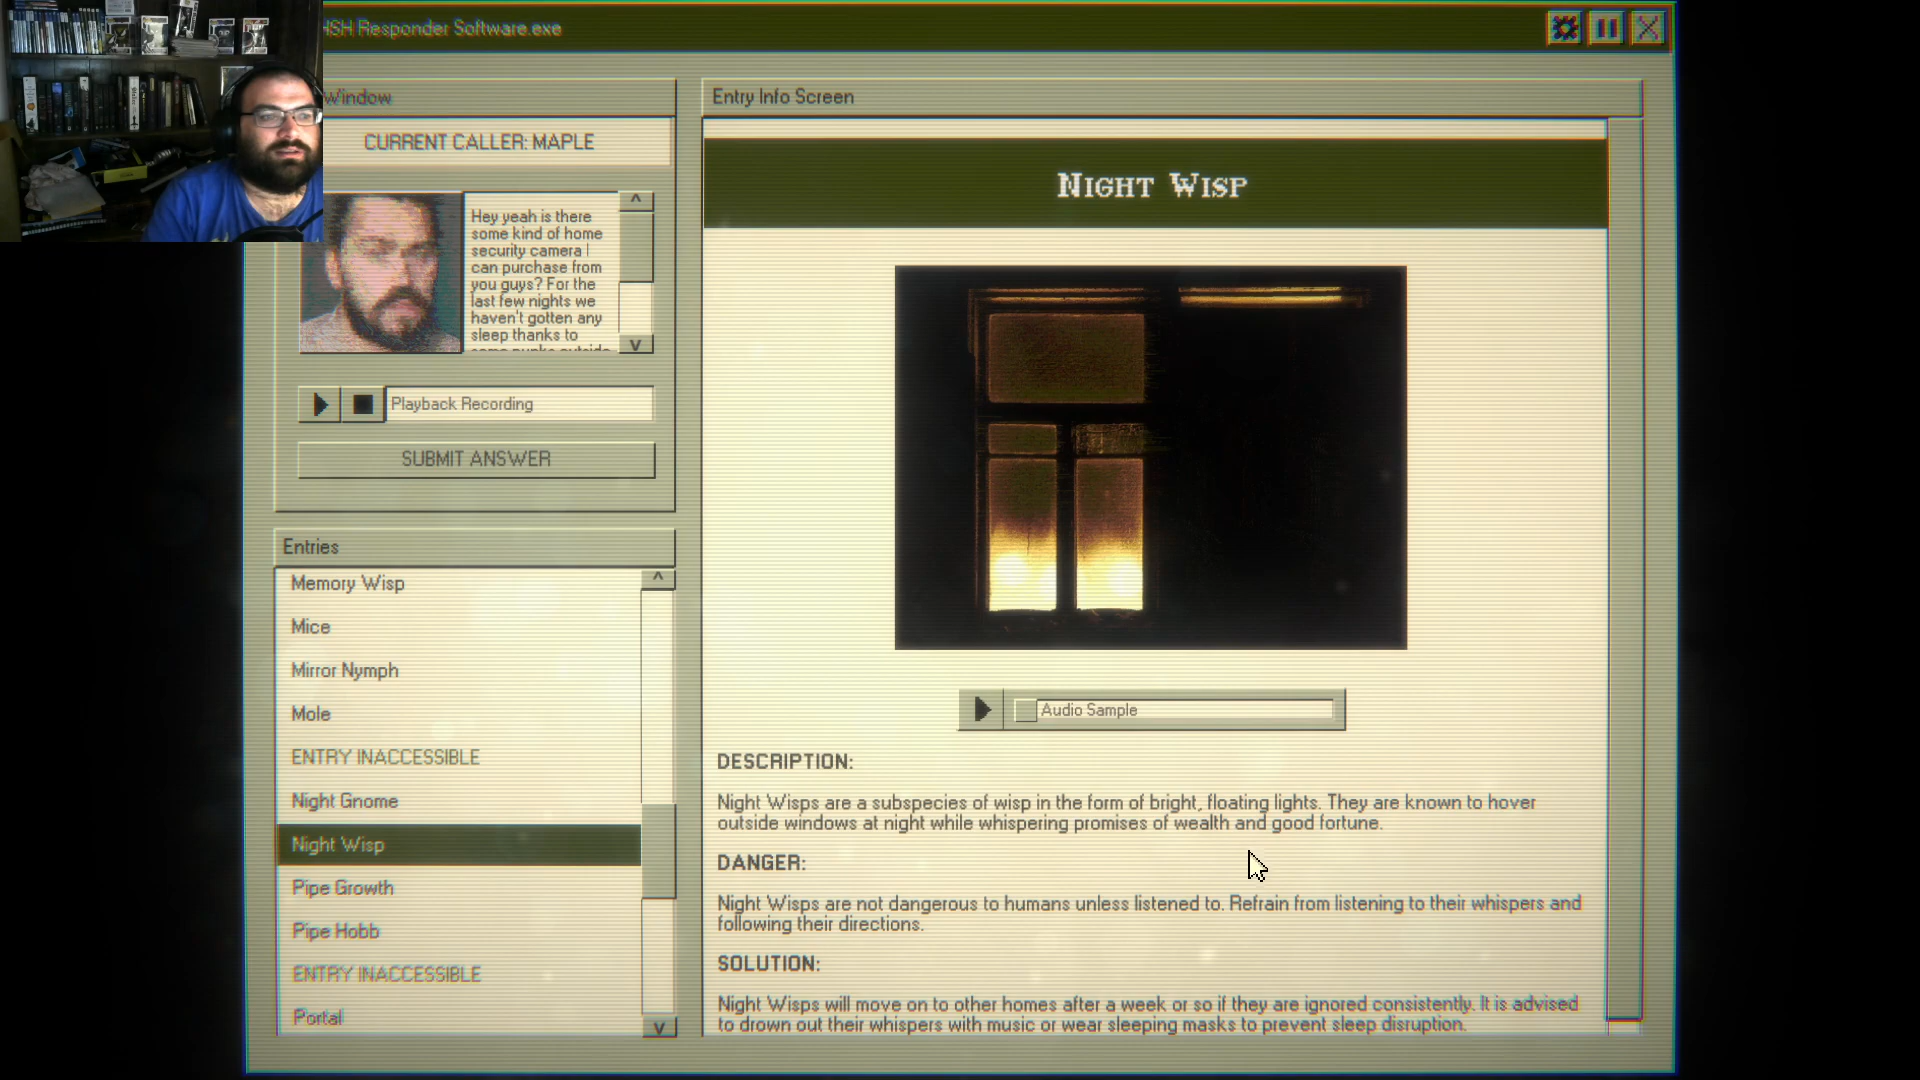 HSH Responder Software.exe
Window
Entry Info Screen
CURRENT CALLER: MAPLE
Hey yeah is there
some kind of home
security camera I
can purchase from
you guys? For the
last few nights we
haven't gotten any
sleep thanks to
some punks outside
Playback Recording
SUBMIT ANSWER
Entries
Memory Wisp
Mice
Mirror Nymph
Mole
ENTRY INACCESSIBLE
Night Gnome
Night Wisp
Pipe Growth
Pipe Hobb
ENTRY INACCESSIBLE
Portal
Night Wisp
Audio Sample
DESCRIPTION:
Night Wisps are a subspecies of wisp in the form of bright, floating lights. They are known to hover
outside windows at night while whispering promises of wealth and good fortune.
DANGER:
Night Wisps are not dangerous to humans unless listened to. Refrain from listening to their whispers and
following their directions.
SOLUTION:
Night Wisps will move on to other homes after a week or so if they are ignored consistently. It is advised
to drown out their whispers with music or wear sleeping masks to prevent sleep disruption.